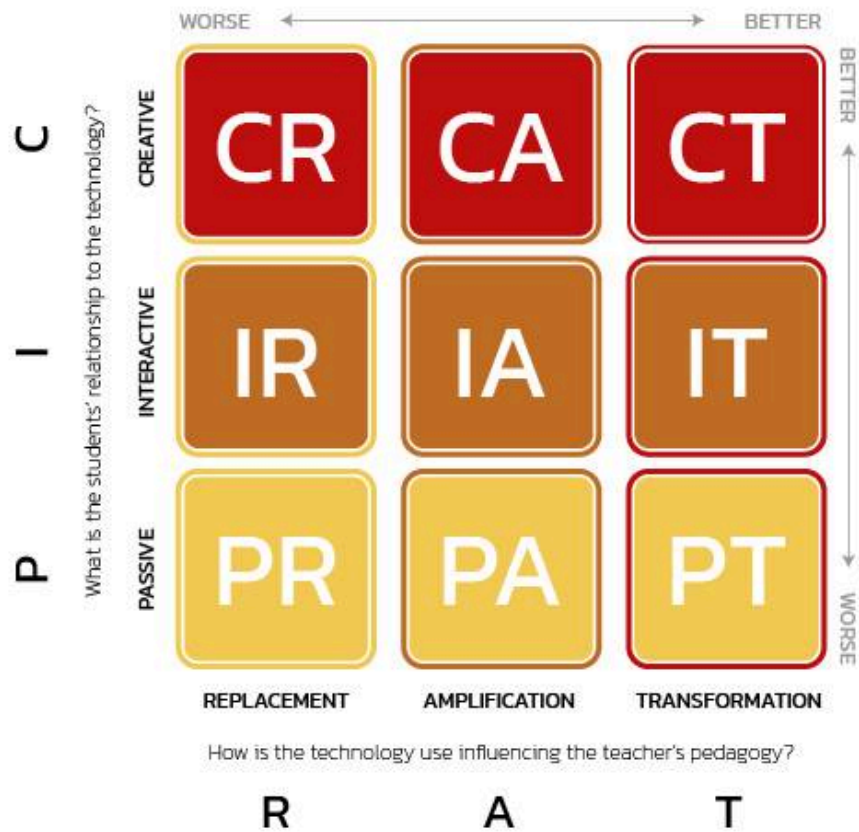 WORSE BETTER
BETTER
WORSE
C
I
P
What is the students' relationship to the technology?
CREATIVE
CR CA CT
INTERACTIVE
IR IA IT
PASSIVE
PR PA PT
REPLACEMENT AMPLIFICATION TRANSFORMATION
How is the technology use influencing the teacher's pedagogy?
R A T